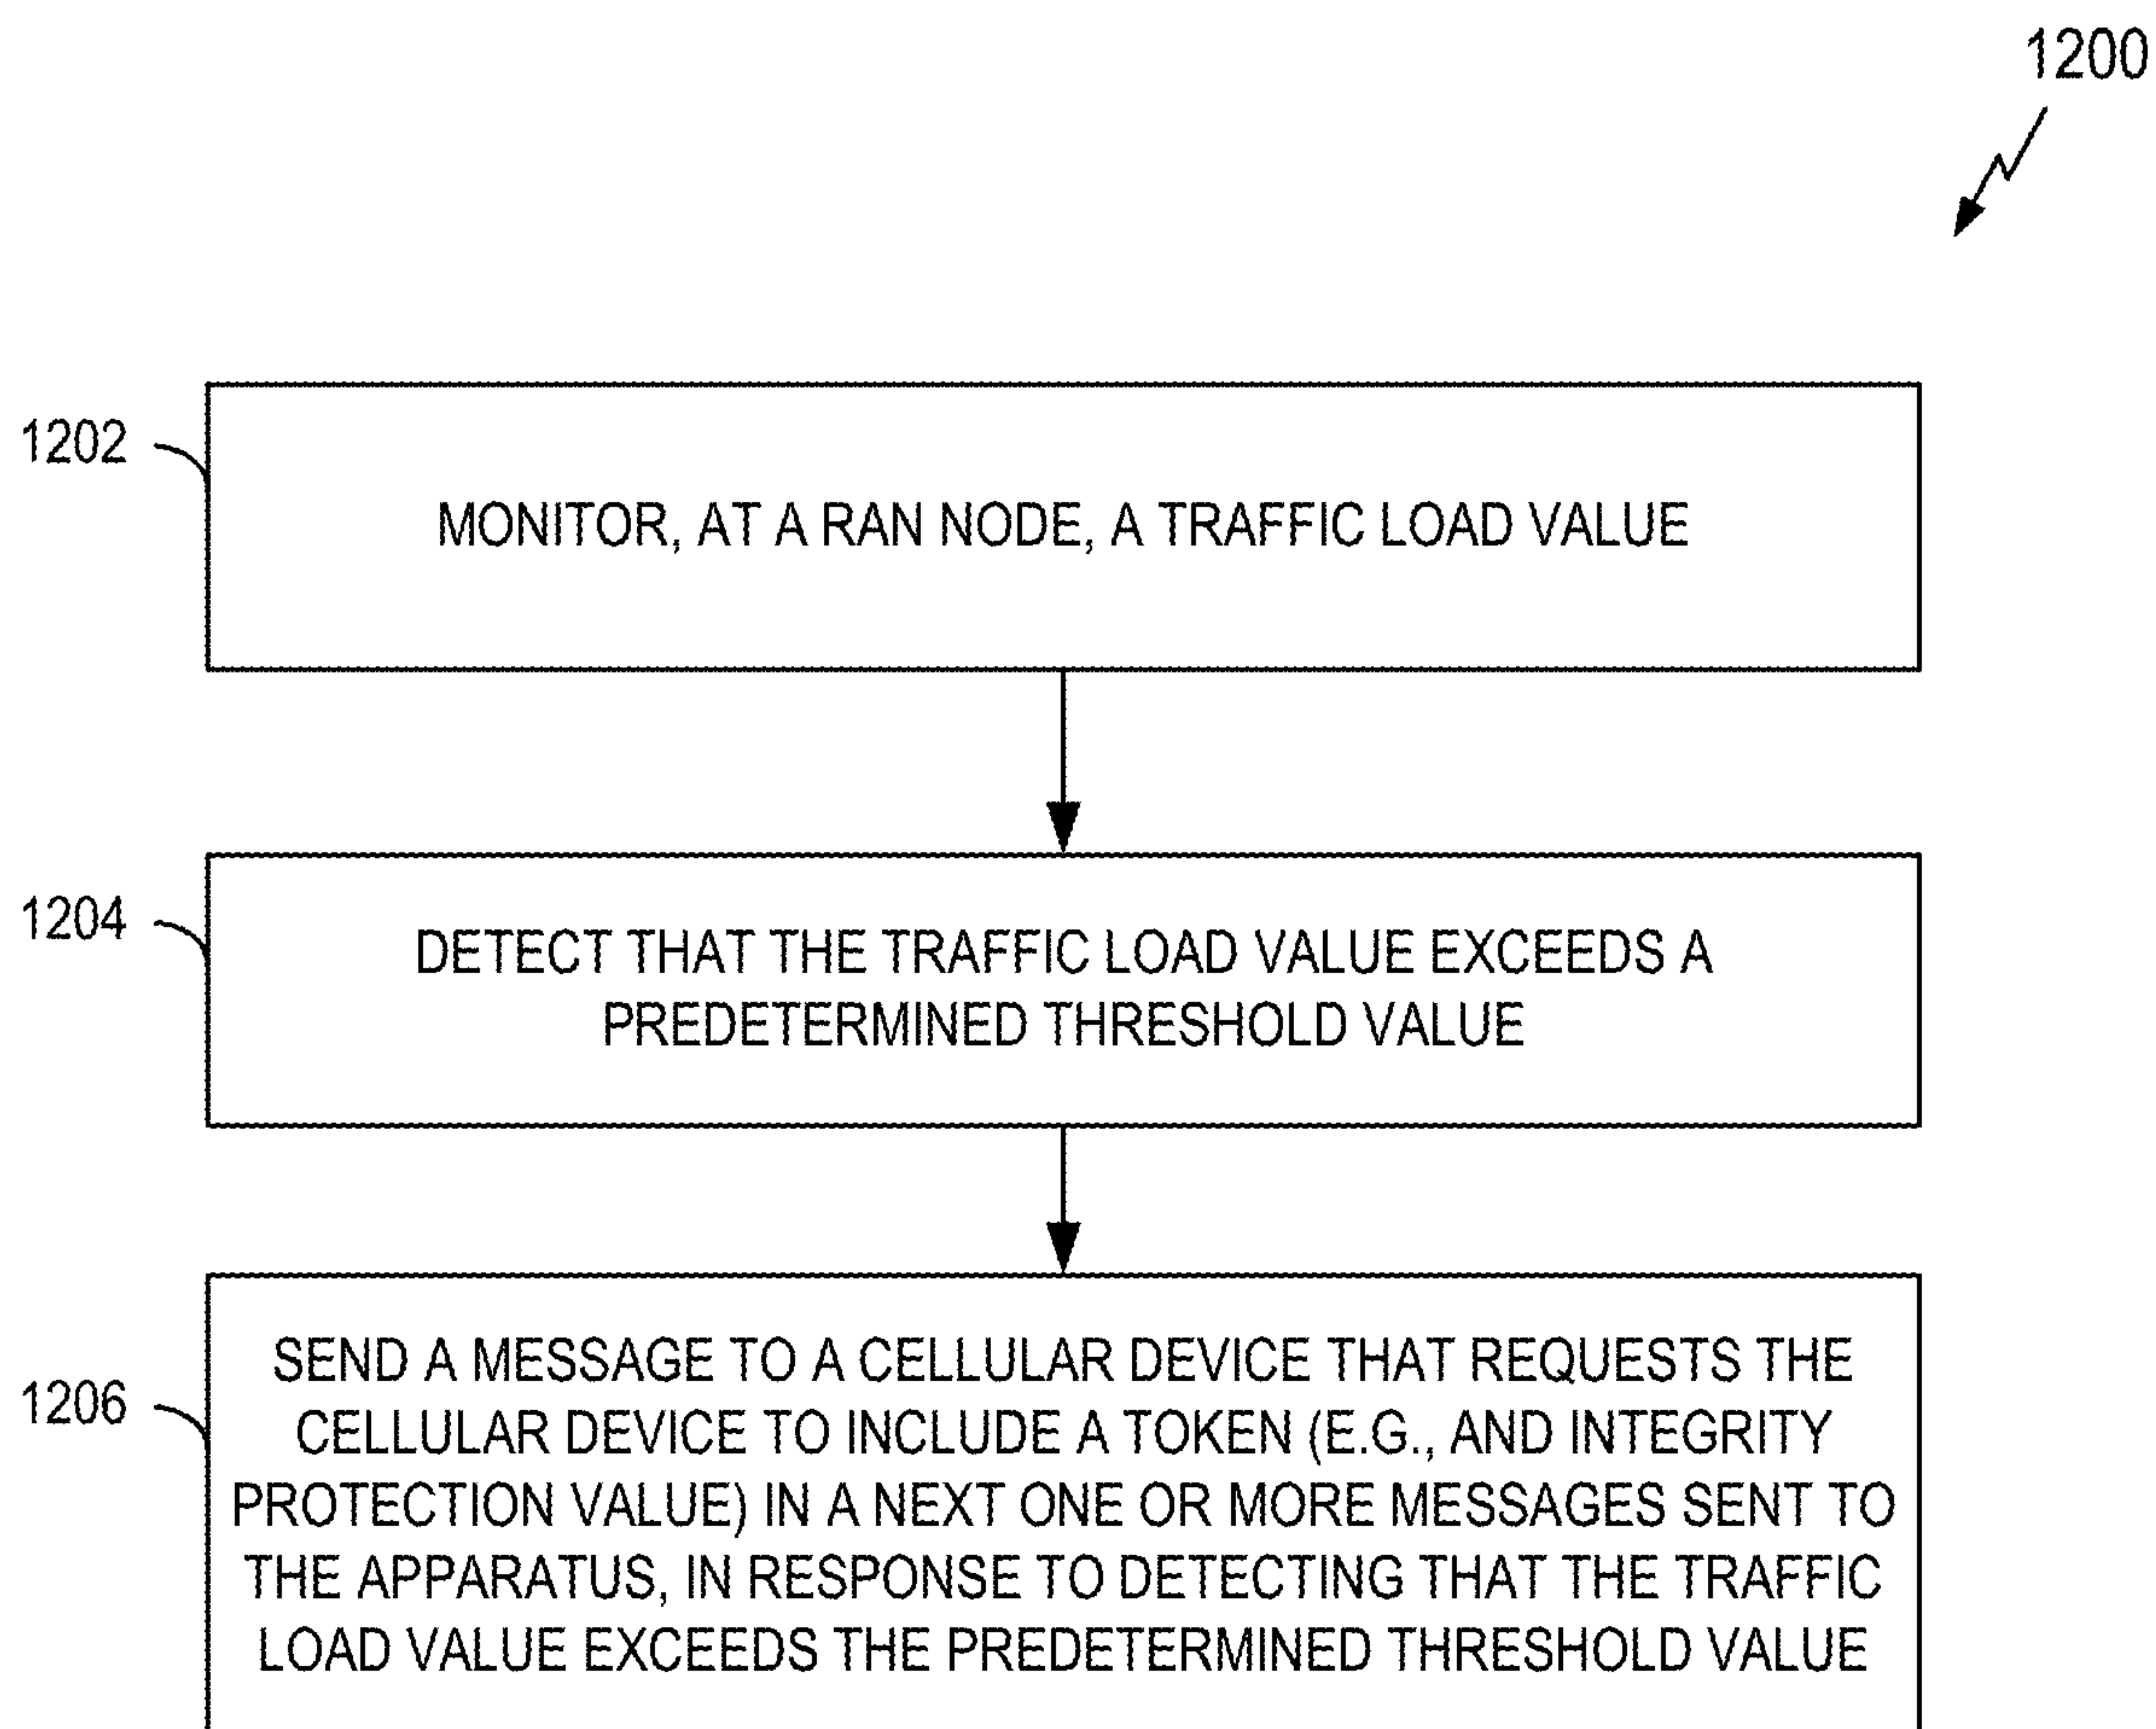 1200
1202
MONITOR, AT A RAN NODE, A TRAFFIC LOAD VALUE
1204
DETECT THAT THE TRAFFIC LOAD VALUE EXCEEDS A
PREDETERMINED THRESHOLD VALUE
1206
SEND A MESSAGE TO A CELLULAR DEVICE THAT REQUESTS THE
CELLULAR DEVICE TO INCLUDE A TOKEN (E.G., AND INTEGRITY
PROTECTION VALUE) IN A NEXT ONE OR MORE MESSAGES SENT TO
THE APPARATUS, IN RESPONSE TO DETECTING THAT THE TRAFFIC
LOAD VALUE EXCEEDS THE PREDETERMINED THRESHOLD VALUE